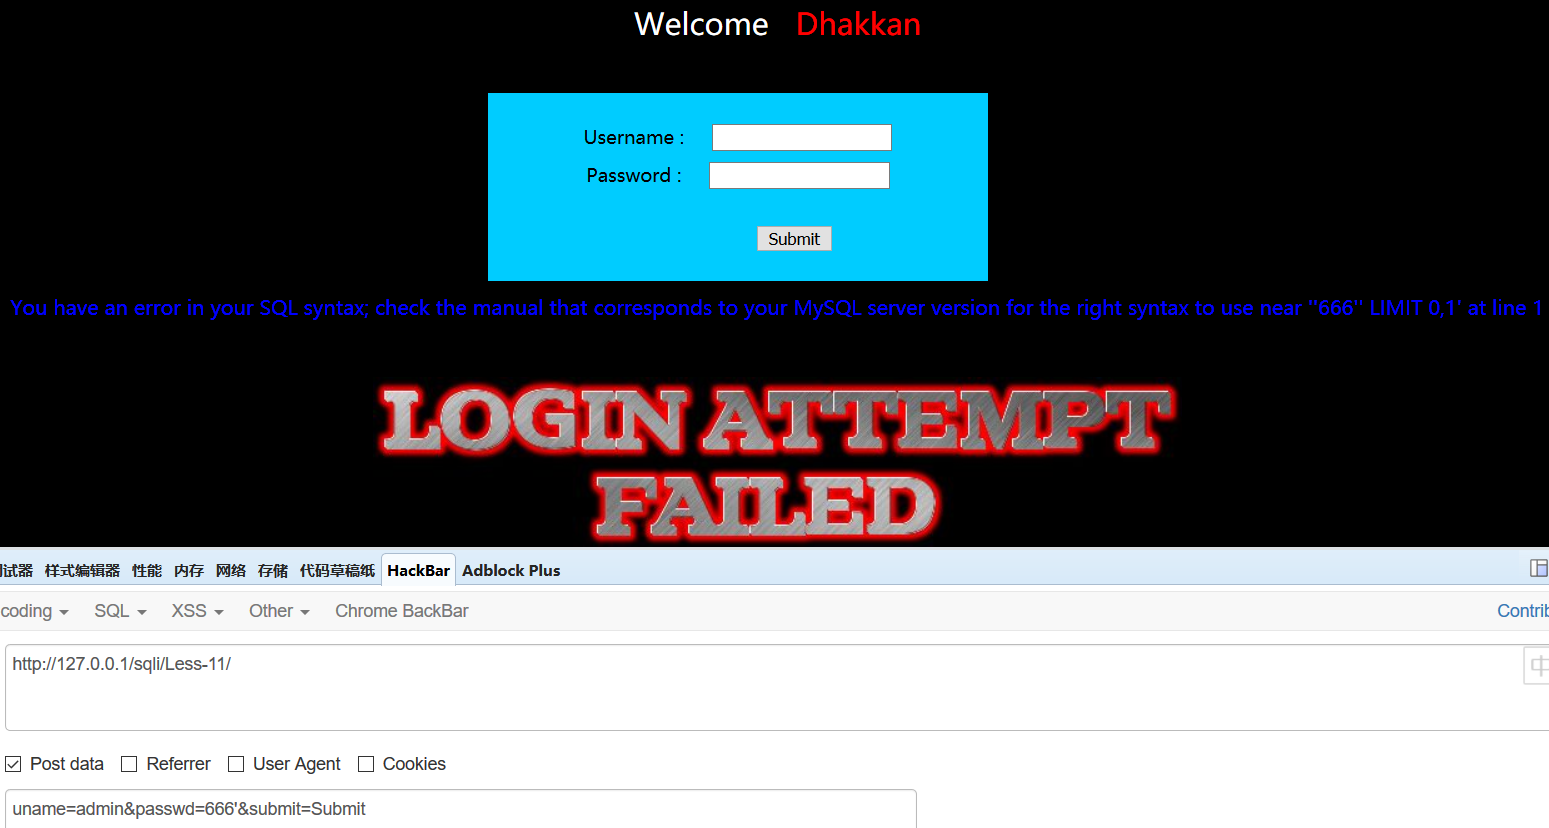 Welcome Dhakkan
Username :
Password :
Submit
You have an error in your SQL syntax; check the manual that corresponds to your MySQL server version for the right syntax to use near ''666'' LIMIT 0,1' at line 1
LOGIN ATTEMPT
FAILED
试器 样式编辑器 性能 内存 网络 存储 代码草稿纸 HackBar Adblock Plus
coding SQL XSS Other Chrome BackBar Contrib
http://127.0.0.1/sqli/Less-11/
中
Post data Referrer User Agent Cookies
uname=admin&passwd=666'&submit=Submit